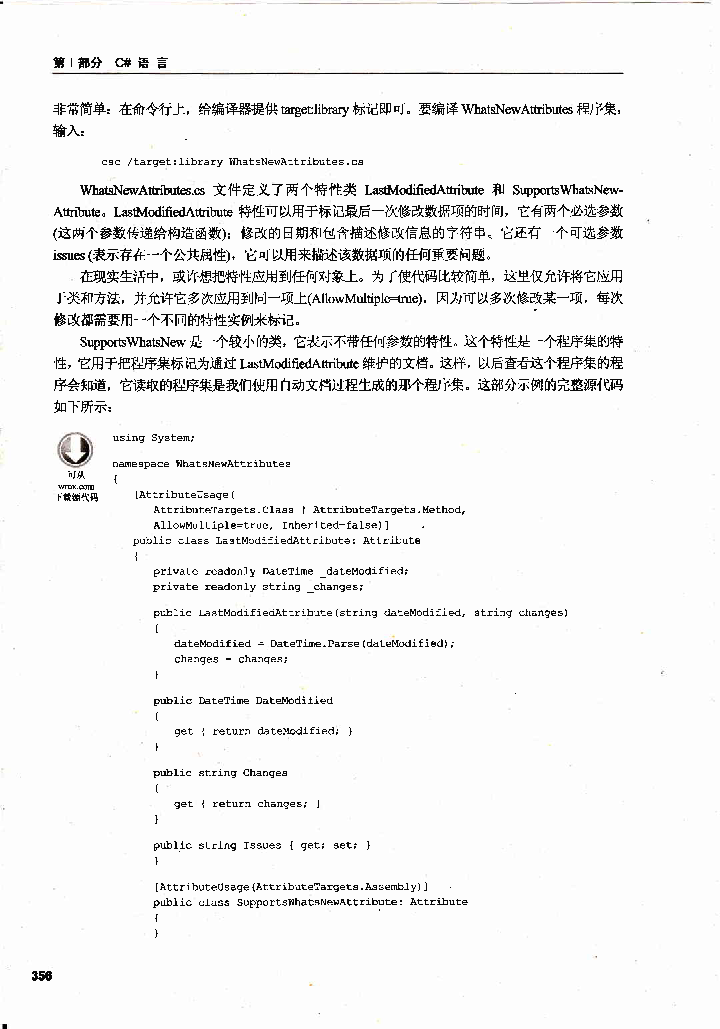 第 I 部分 C# 语 言
非常简单：在命令行上，给编译器提供 target:library 标记即可。要编译 WhatsNewAttributes 程序集，
输入：
csc /target:library WhatsNewAttributes.cs
WhatsNewAttributes.cs 文件定义了两个特性类 LastModifiedAttribute 和 SupportsWhatsNew-
Attribute。LastModifiedAttribute 特性可以用于标记最后一次修改数据项的时间，它有两个必选参数
(这两个参数传递给构造函数)：修改的日期和包含描述修改信息的字符串。它还有一个可选参数
issues (表示存在一个公共属性)，它可以用来描述该数据项的任何重要问题。
在现实生活中，或许想把特性应用到任何对象上。为了使代码比较简单，这里仅允许将它应用
于类和方法，并允许它多次应用到同一项上(AllowMultiple=true)，因为可以多次修改某一项，每次
修改都需要用一个不同的特性实例来标记。
SupportsWhatsNew 是一个较小的类，它表示不带任何参数的特性。这个特性是一个程序集的特
性，它用于把程序集标记为通过 LastModifiedAttribute 维护的文档。这样，以后查看这个程序集的程
序会知道，它读取的程序集是我们使用自动文档过程生成的那个程序集。这部分示例的完整源代码
如下所示：
可从
wrox.com
下载源代码
using System;
namespace WhatsNewAttributes
{
[AttributeUsage(
AttributeTargets.Class | AttributeTargets.Method,
AllowMultiple=true, Inherited=false)]
public class LastModifiedAttribute: Attribute
{
private readonly DateTime _dateModified;
private readonly string _changes;
public LastModifiedAttribute(string dateModified, string changes)
{
dateModified = DateTime.Parse(dateModified);
changes = changes;
}
public DateTime DateModified
{
get { return dateModified; }
}
public string Changes
{
get { return changes; }
}
public string Issues { get; set; }
}
[AttributeUsage(AttributeTargets.Assembly)]
public class SupportsWhatsNewAttribute: Attribute
{
}
356